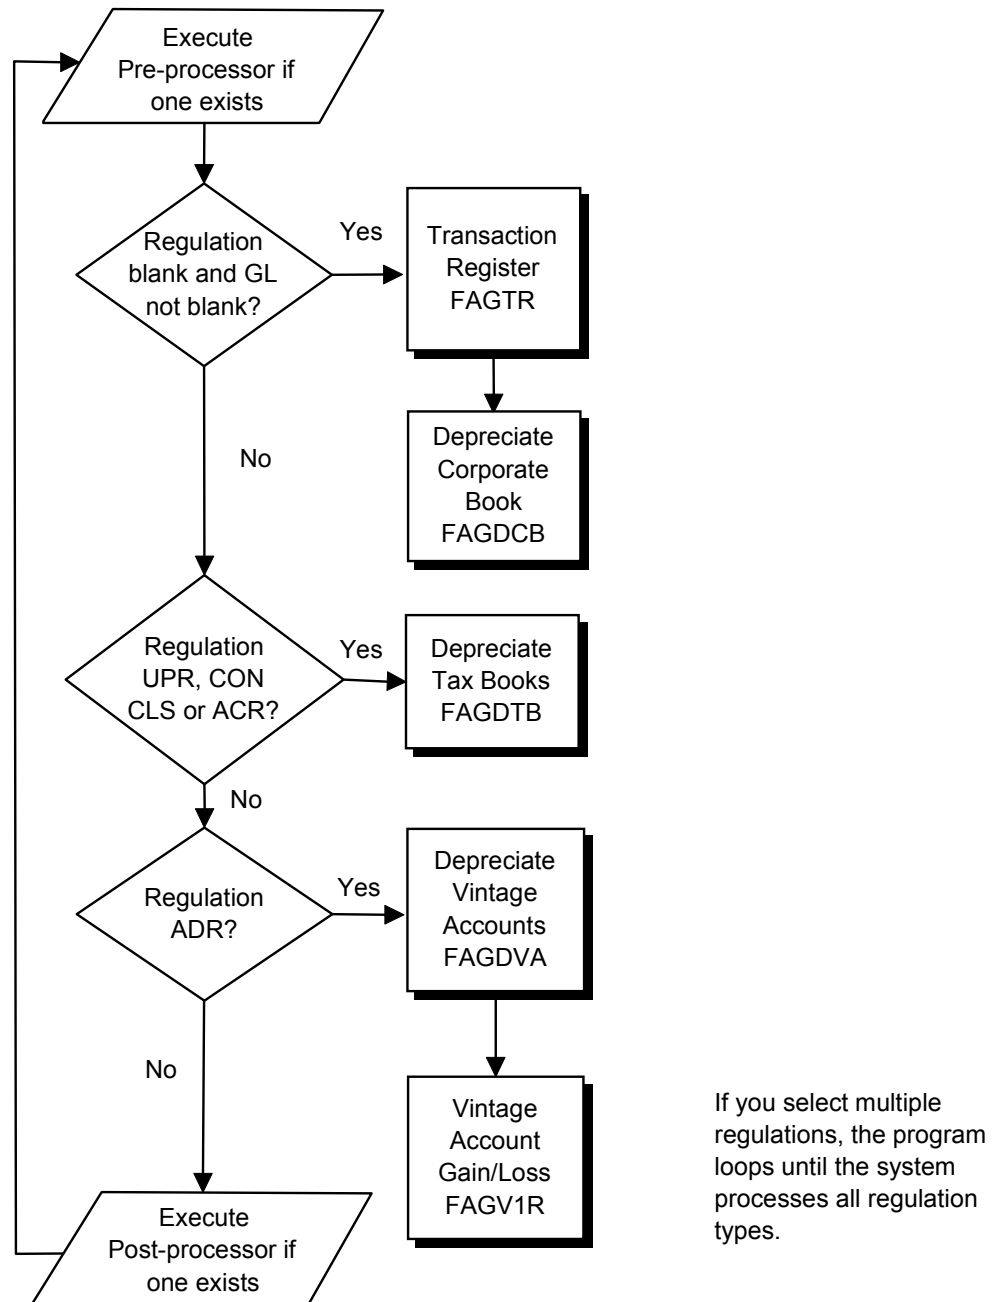 Execute
Pre-processor if
one exists
Regulation
blank and GL
not blank?
Yes
Transaction
Register
FAGTR
No
Depreciate
Corporate
Book
FAGDCB
Regulation
UPR, CON
CLS or ACR?
Yes
Depreciate
Tax Books
FAGDTB
No
Regulation
ADR?
Yes
Depreciate
Vintage
Accounts
FAGDVA
No
Vintage
Account
Gain/Loss
FAGV1R
If you select multiple
regulations, the program
loops until the system
processes all regulation
types.
Execute
Post-processor if
one exists